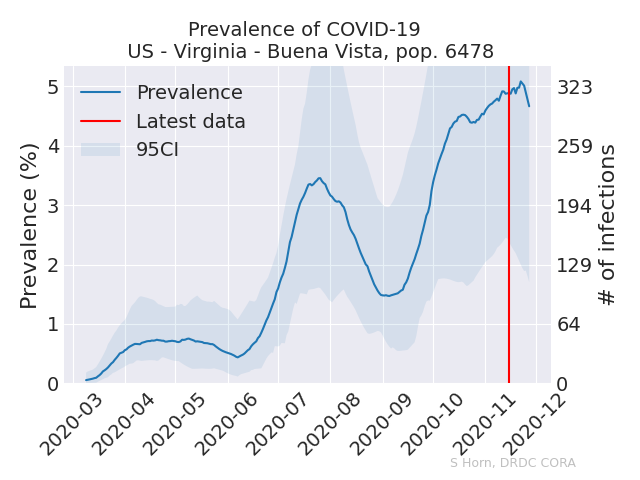 Prevalence of COVID-19
US - Virginia - Buena Vista, pop. 6478
Prevalence
Latest data
95CI
Prevalence (%)
5
4
3
2
1
0
# of infections
323
259
194
129
64
0
2020-03
2020-04
2020-05
2020-06
2020-07
2020-08
2020-09
2020-10
2020-11
2020-12
S Horn, DRDC CORA